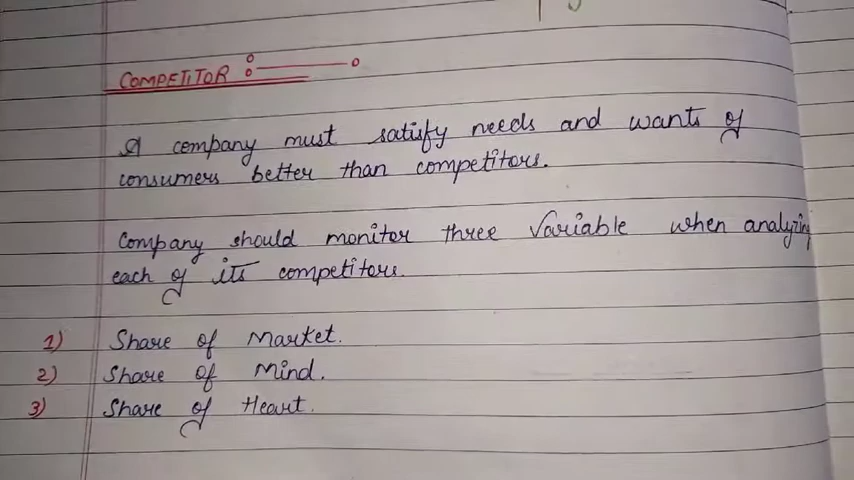 COMPETITOR :
A company must satisfy needs and wants of
consumers better than competitors.
Company should monitor three Variable when analyzing
each of its competitors.
1) Share of Market.
2) Share of Mind.
3) Share of Heart.